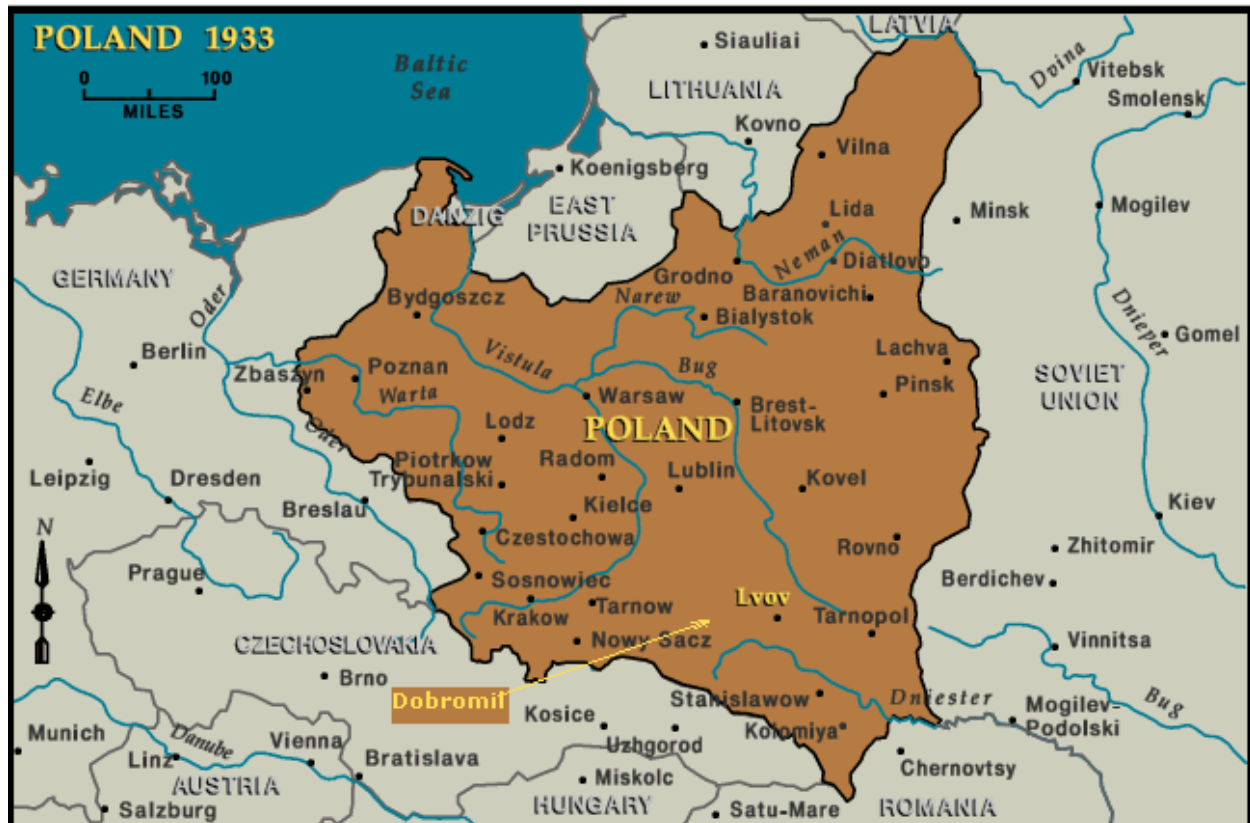 POLAND 1933
0 100
MILES
Baltic
Sea
LATVIA
Siauliai
LITHUANIA
Kovno
Dvina
Vitebsk
Smolensk
Koenigsberg
Vilna
DANZIG
EAST
PRUSSIA
Lida
Minsk
Mogilev
GERMANY
Oder
Grodno
Neman
Diatlovo
Bydgoszcz
Narew
Baranovichi
Bialystok
Dnieper
Gomel
Berlin
Zbaszyn
Poznan
Vistula
Bug
Lachva
Pinsk
SOVIET
UNION
Elbe
Warta
Warsaw
Brest-
Litovsk
Oder
Lodz
POLAND
Leipzig
Dresden
Piotrkow
Trybunalski
Radom
Lublin
Kovel
Breslau
Kielce
Kiev
N
Czestochowa
Rovno
Zhitomir
Prague
Sosnowiec
Berdichev
Krakow
Tarnow
Lvov
Tarnopol
CZECHOSLOVAKIA
Nowy Sacz
Vinnitsa
Brno
Dobromil
Stanislawow
Dniester
Kosice
Kolomiya
Mogilev-
Podolski
Bug
Munich
Danube
Linz
Vienna
Bratislava
Uzhgorod
Chernovtsy
AUSTRIA
Miskolc
Salzburg
HUNGARY
Satu-Mare
ROMANIA